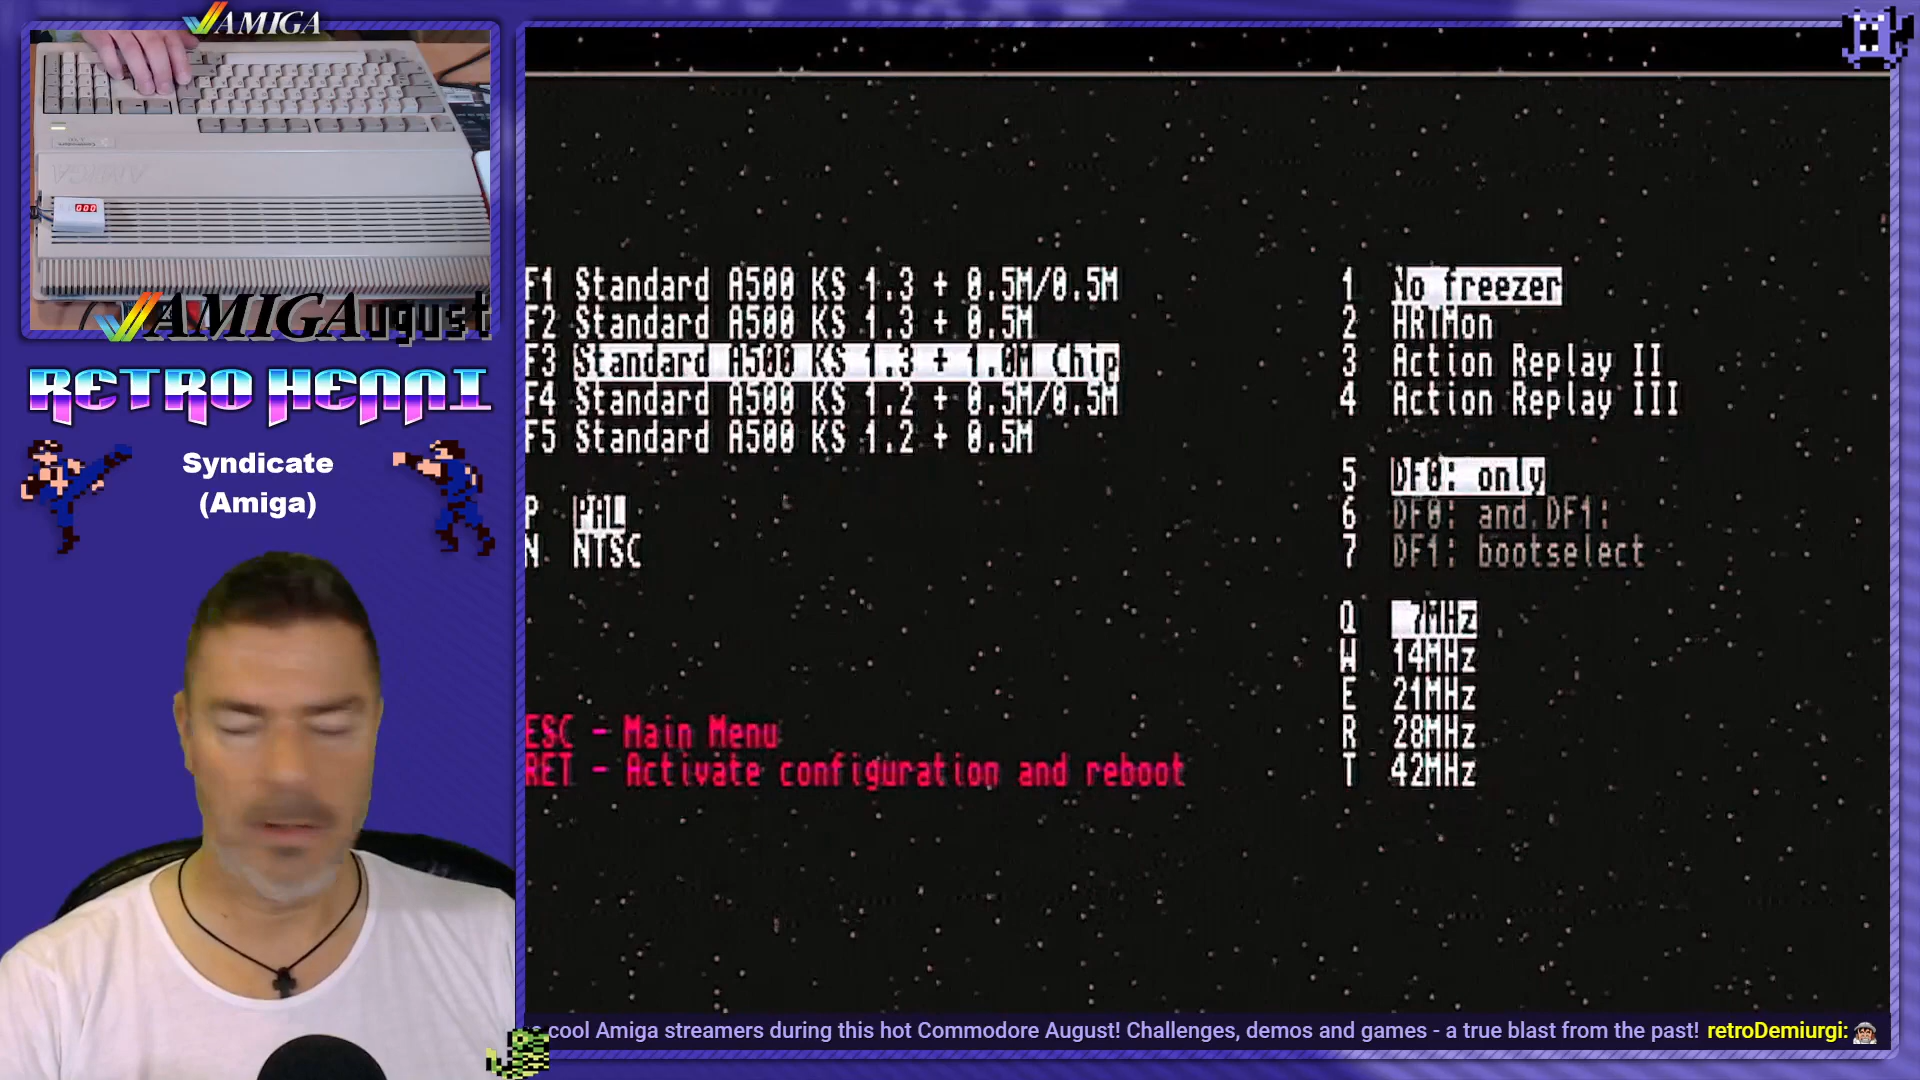 AMIGA
000
AMIGAugust
RETRO HENNI
Syndicate
(Amiga)
F1 Standard A500 KS 1.3 + 0.5M/0.5M
F2 Standard A500 KS 1.3 + 0.5M
F3 Standard A500 KS 1.3 + 1.0M Chip
F4 Standard A500 KS 1.2 + 0.5M/0.5M
F5 Standard A500 KS 1.2 + 0.5M
P PAL
N NTSC
ESC - Main Menu
RET - Activate configuration and reboot
1 No freezer
2 HRTMon
3 Action Replay II
4 Action Replay III
5 DF0: only
6 DF0: and DF1:
7 DF1: bootselect
Q 7MHz
W 14MHz
E 21MHz
R 28MHz
T 42MHz
cool Amiga streamers during this hot Commodore August! Challenges, demos and games - a true blast from the past! retroDemiurgi: